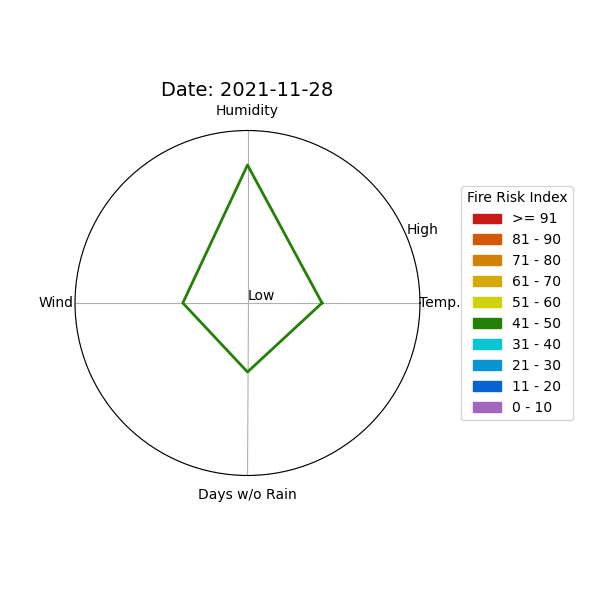 Date: 2021-11-28
Humidity
High
Low
Wind
Temp.
Days w/o Rain
Fire Risk Index
>= 91
81 - 90
71 - 80
61 - 70
51 - 60
41 - 50
31 - 40
21 - 30
11 - 20
0 - 10